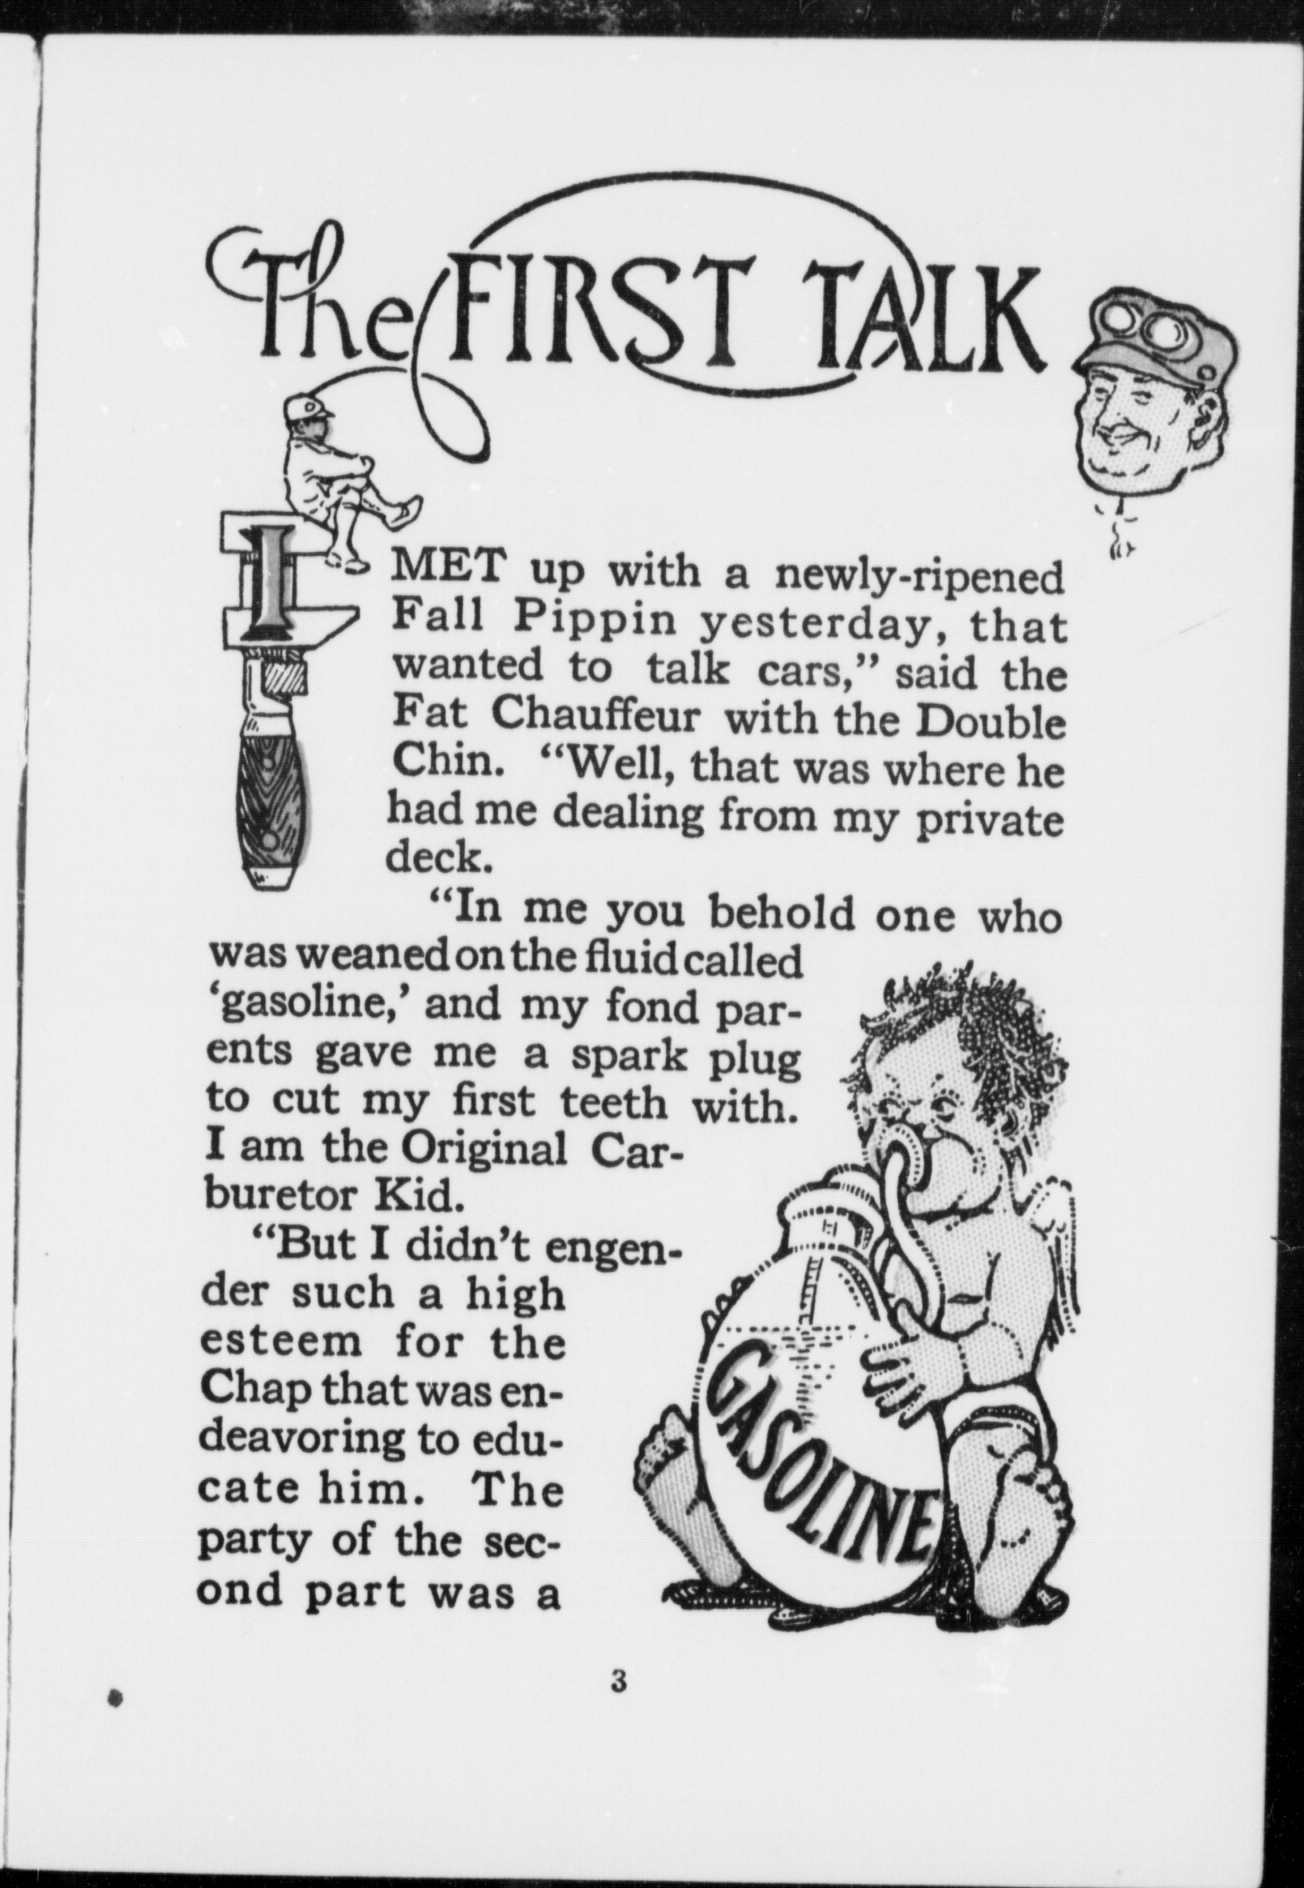 The FIRST TALK
I MET up with a newly-ripened
Fall Pippin yesterday, that
wanted to talk cars,” said the
Fat Chauffeur with the Double
Chin. “Well, that was where he
had me dealing from my private
deck.
“In me you behold one who
was weaned on the fluid called
‘gasoline,’ and my fond par-
ents gave me a spark plug
to cut my first teeth with.
I am the Original Car-
buretor Kid.
“But I didn’t engen-
der such a high
esteem for the
Chap that was en-
deavoring to edu-
cate him. The
party of the sec-
ond part was a
GASOLINE
3